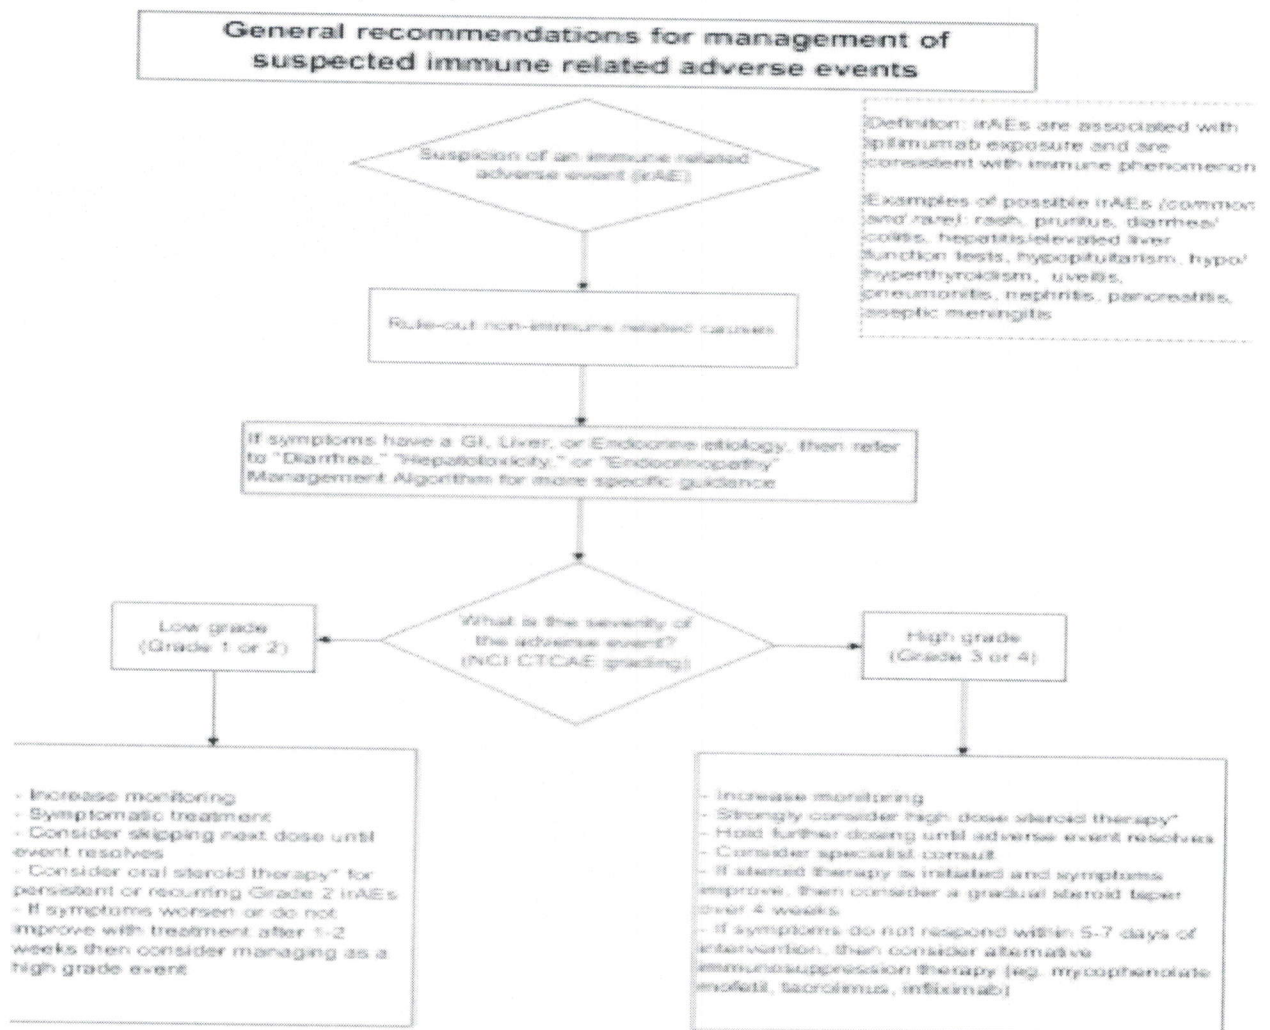 General recommendations for management of
suspected immune related adverse events
Suspicion of an immune related
adverse event (irAE)
Definiton: irAEs are associated with
ipilimumab exposure and are
consistent with immune phenomenon
Examples of possible irAEs (common
and rare): rash, pruritus, diarrhea/
colitis, hepatitis/elevated liver
function tests, hypopituitarism, hypo/
hyperthyroidism, uveitis,
pneumonitis, nephritis, pancreatitis,
aseptic meningitis
Rule-out non-immune related causes.
If symptoms have a GI, Liver, or Endocrine etiology, then refer
to "Diarrhea," "Hepatotoxicity," or "Endocrinopathy"
Management Algorithm for more specific guidance
What is the severity of
the adverse event?
(NCI CTCAE grading)
Low grade
(Grade 1 or 2)
High grade
(Grade 3 or 4)
- Increase monitoring
- Symptomatic treatment
- Consider skipping next dose until
event resolves
- Consider oral steroid therapy* for
persistent or recurring Grade 2 irAEs
- If symptoms worsen or do not
improve with treatment after 1-2
weeks then consider managing as a
high grade event
- Increase monitoring
- Strongly consider high dose steroid therapy*
- Hold further dosing until adverse event resolves
- Consider specialist consult
- If steroid therapy is initiated and symptoms
improve, then consider a gradual steroid taper
over 4 weeks
- If symptoms do not respond within 5-7 days of
intervention, then consider alternative
immunosuppression therapy (eg. mycophenolate
mofetil, tacrolimus, infliximab)